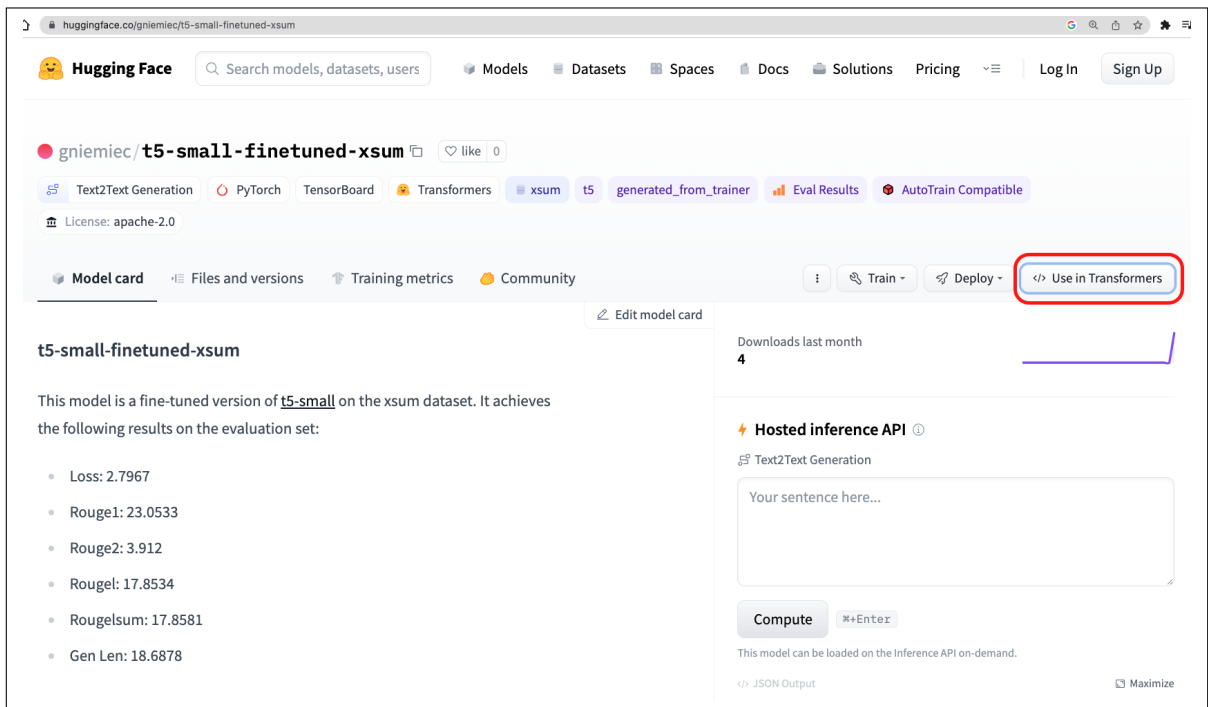 huggingface.co/gniemiec/t5-small-finetuned-xsum
Hugging Face
Search models, datasets, users
Models
Datasets
Spaces
Docs
Solutions
Pricing
Log In
Sign Up
gniemiec/t5-small-finetuned-xsum
like 0
Text2Text Generation
PyTorch
TensorBoard
Transformers
xsum
t5
generated_from_trainer
Eval Results
AutoTrain Compatible
License: apache-2.0
Model card
Files and versions
Training metrics
Community
Train
Deploy
</> Use in Transformers
Edit model card
t5-small-finetuned-xsum
This model is a fine-tuned version of t5-small on the xsum dataset. It achieves
the following results on the evaluation set:
Loss: 2.7967
Rouge1: 23.0533
Rouge2: 3.912
Rougel: 17.8534
Rougelsum: 17.8581
Gen Len: 18.6878
Downloads last month
4
Hosted inference API
Text2Text Generation
Your sentence here...
Compute
⌘+Enter
This model can be loaded on the Inference API on-demand.
</> JSON Output
Maximize